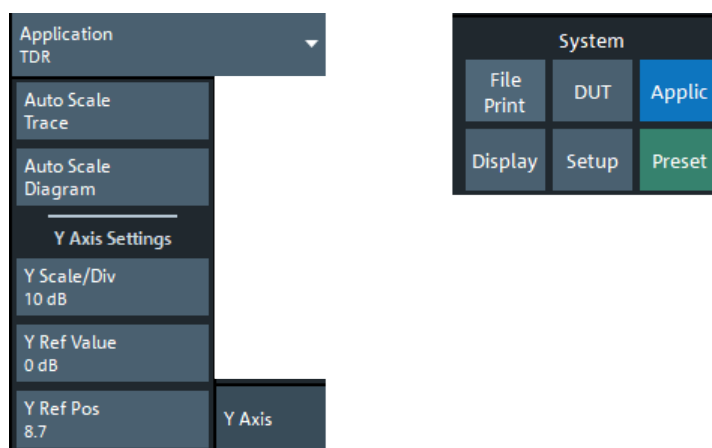 Application
TDR
Auto Scale
Trace
Auto Scale
Diagram
Y Axis Settings
Y Scale/Div
10 dB
Y Ref Value
0 dB
Y Ref Pos
8.7
Y Axis
System
File
Print
DUT
Applic
Display
Setup
Preset